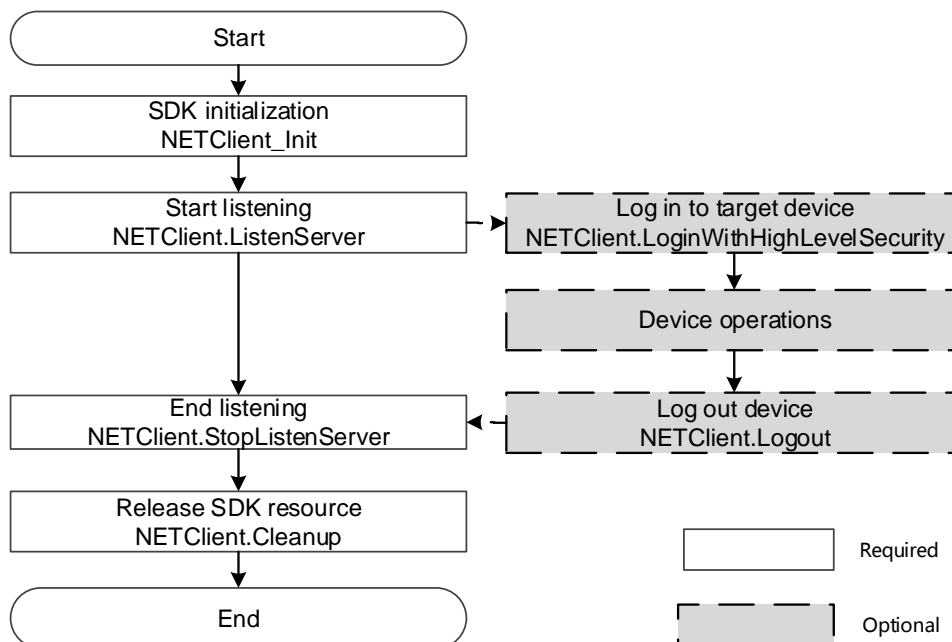 Start
SDK initialization
NETClient_Init
Start listening
NETClient.ListenServer
Log in to target device
NETClient.LoginWithHighLevelSecurity
Device operations
End listening
NETClient.StopListenServer
Log out device
NETClient.Logout
Release SDK resource
NETClient.Cleanup
Required
End
Optional